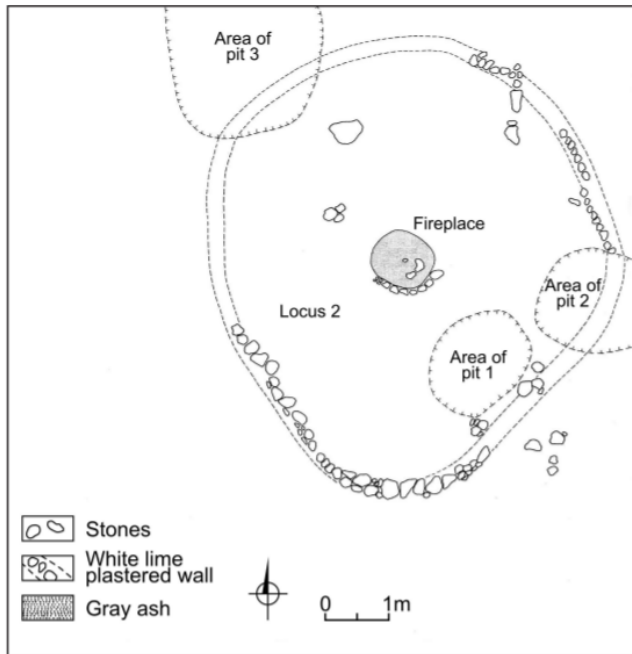 Area of
pit 3
Fireplace
Area of
pit 2
Locus 2
Area of
pit 1
Stones
White lime
plastered wall
Gray ash
0 1m